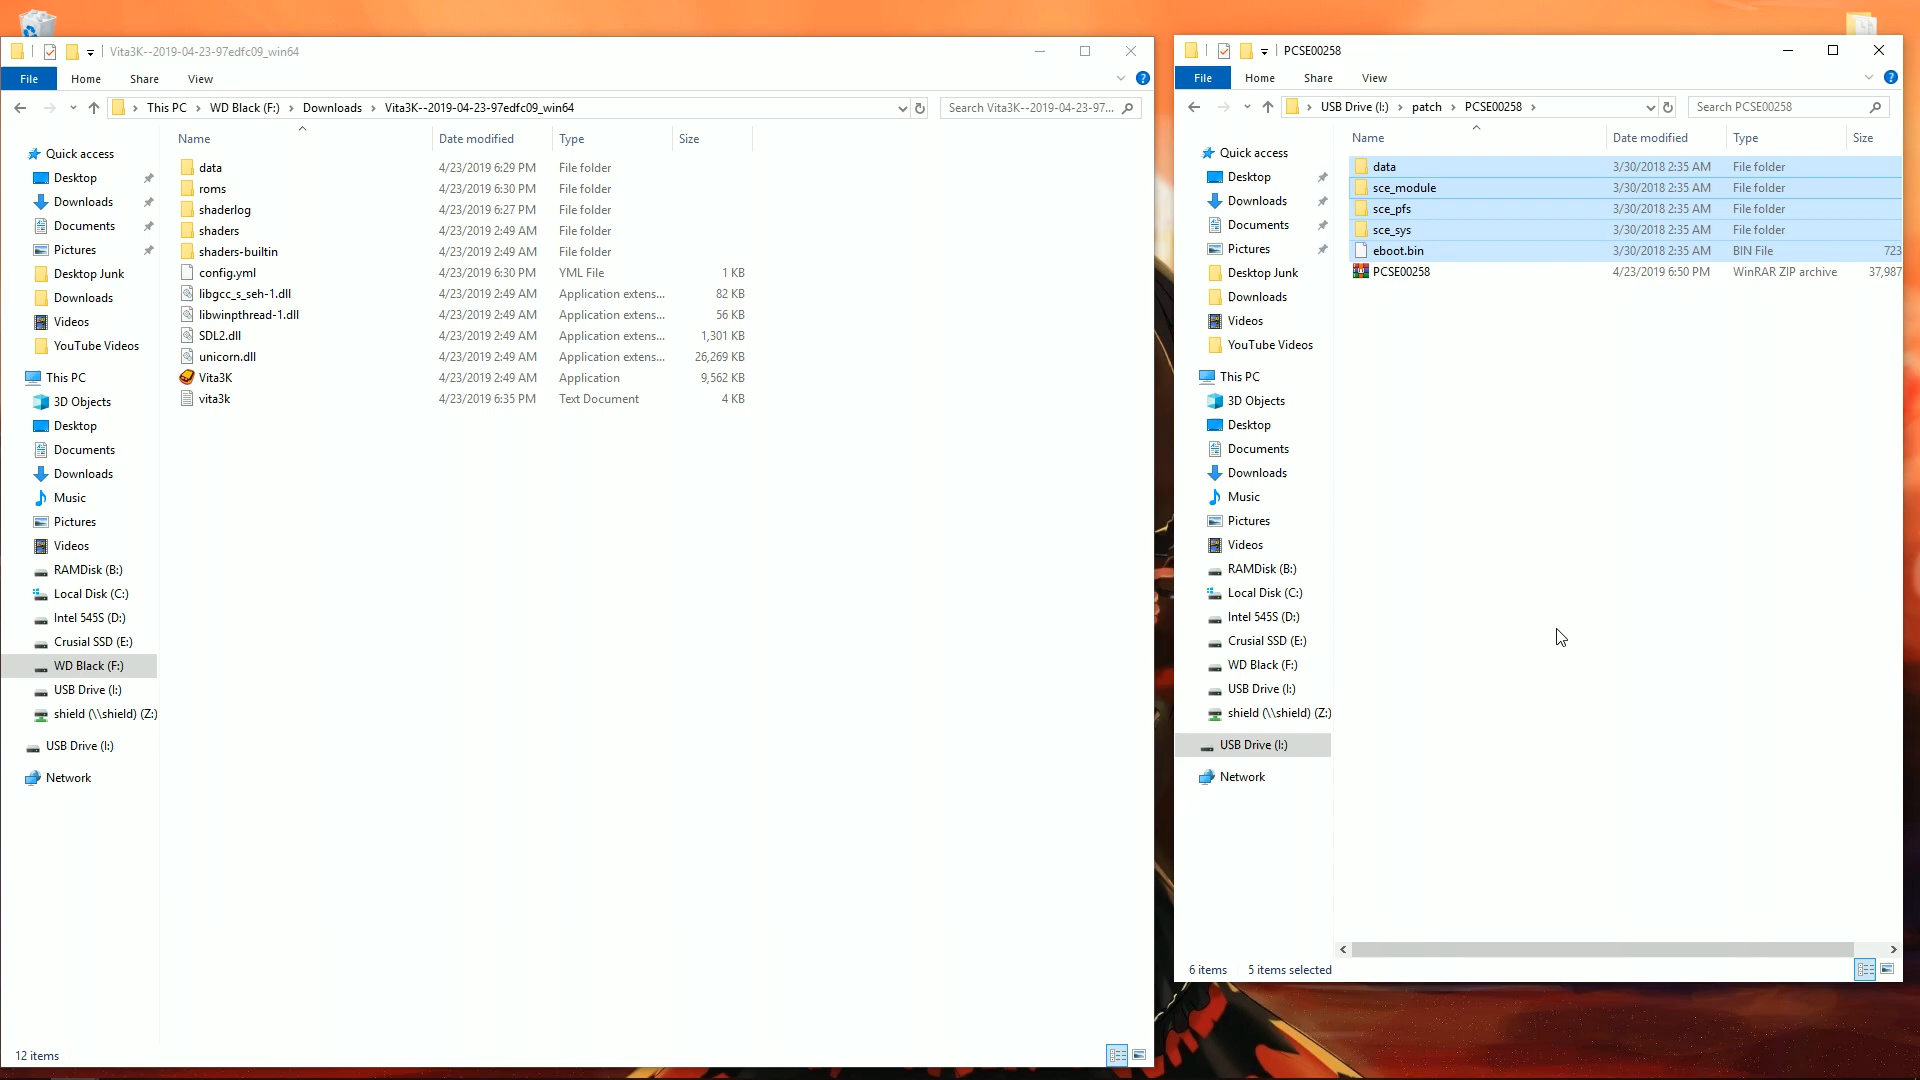 Vita3K--2019-04-23-97edfc09_win64
File Home Share View
This PC WD Black (F:) Downloads Vita3K--2019-04-23-97edfc09_win64
Search Vita3K--2019-04-23-97...
Name Date modified Type Size
Quick access
Desktop
Downloads
Documents
Pictures
Desktop Junk
Downloads
Videos
YouTube Videos
This PC
3D Objects
Desktop
Documents
Downloads
Music
Pictures
Videos
RAMDisk (B:)
Local Disk (C:)
Intel 545S (D:)
Crusial SSD (E:)
WD Black (F:)
USB Drive (I:)
shield (\\shield) (Z:)
USB Drive (I:)
Network
data 4/23/2019 6:29 PM File folder
roms 4/23/2019 6:30 PM File folder
shaderlog 4/23/2019 6:27 PM File folder
shaders 4/23/2019 2:49 AM File folder
shaders-builtin 4/23/2019 2:49 AM File folder
config.yml 4/23/2019 6:30 PM YML File 1 KB
libgcc_s_seh-1.dll 4/23/2019 2:49 AM Application extens... 82 KB
libwinpthread-1.dll 4/23/2019 2:49 AM Application extens... 56 KB
SDL2.dll 4/23/2019 2:49 AM Application extens... 1,301 KB
unicorn.dll 4/23/2019 2:49 AM Application extens... 26,269 KB
Vita3K 4/23/2019 2:49 AM Application 9,562 KB
vita3k 4/23/2019 6:35 PM Text Document 4 KB
12 items
PCSE00258
File Home Share View
USB Drive (I:) patch PCSE00258
Search PCSE00258
Name Date modified Type Size
Quick access
Desktop
Downloads
Documents
Pictures
Desktop Junk
Downloads
Videos
YouTube Videos
This PC
3D Objects
Desktop
Documents
Downloads
Music
Pictures
Videos
RAMDisk (B:)
Local Disk (C:)
Intel 545S (D:)
Crusial SSD (E:)
WD Black (F:)
USB Drive (I:)
shield (\\shield) (Z:)
USB Drive (I:)
Network
data 3/30/2018 2:35 AM File folder
sce_module 3/30/2018 2:35 AM File folder
sce_pfs 3/30/2018 2:35 AM File folder
sce_sys 3/30/2018 2:35 AM File folder
eboot.bin 3/30/2018 2:35 AM BIN File 723
PCSE00258 4/23/2019 6:50 PM WinRAR ZIP archive 37,987
6 items 5 items selected